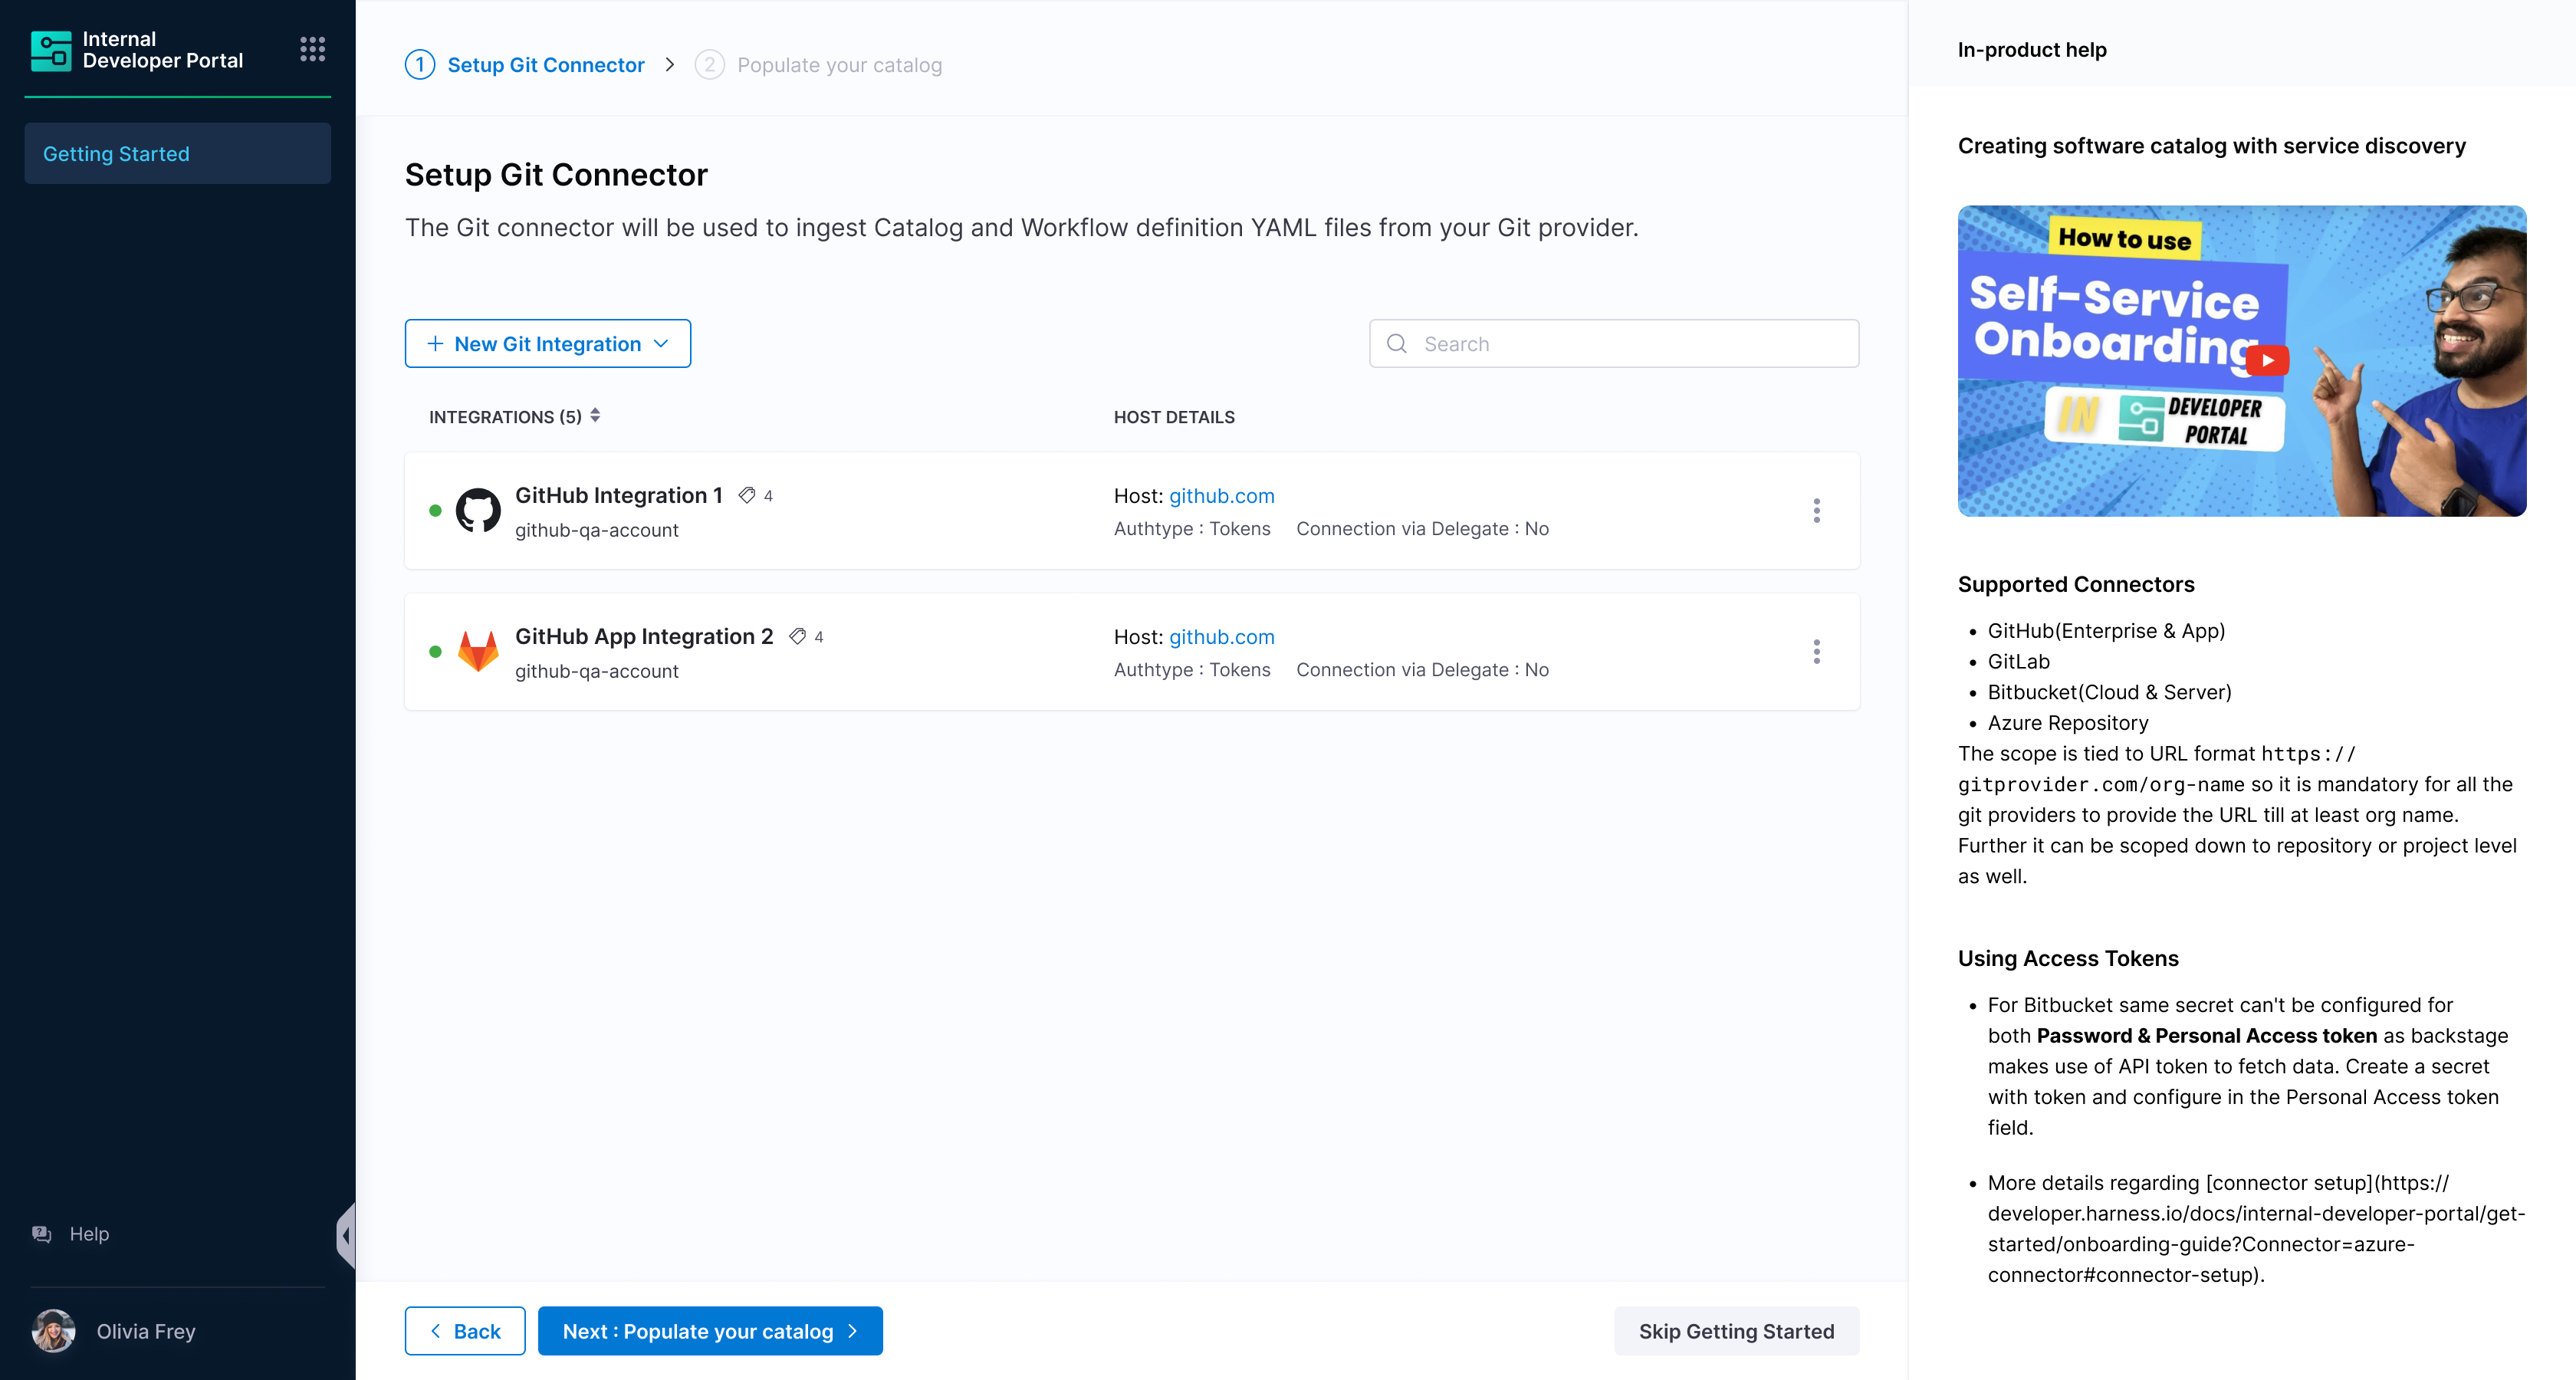 Internal
Developer Portal
Getting Started
Help
Olivia Frey
1 Setup Git Connector
2 Populate your catalog
Setup Git Connector
The Git connector will be used to ingest Catalog and Workflow definition YAML files from your Git provider.
New Git Integration
Search
INTEGRATIONS (5)
HOST DETAILS
GitHub Integration 1
4
github-qa-account
Host: github.com
Authtype : Tokens
Connection via Delegate : No
GitHub App Integration 2
4
github-qa-account
Host: github.com
Authtype : Tokens
Connection via Delegate : No
Back
Next : Populate your catalog
Skip Getting Started
In-product help
Creating software catalog with service discovery
How to use
Self-Service
Onboarding
IN
DEVELOPER
PORTAL
Supported Connectors
• GitHub(Enterprise & App)
• GitLab
• Bitbucket(Cloud & Server)
• Azure Repository
The scope is tied to URL format https://
gitprovider.com/org-name so it is mandatory for all the
git providers to provide the URL till at least org name.
Further it can be scoped down to repository or project level
as well.
Using Access Tokens
• For Bitbucket same secret can't be configured for
both Password & Personal Access token as backstage
makes use of API token to fetch data. Create a secret
with token and configure in the Personal Access token
field.
• More details regarding [connector setup](https://
developer.harness.io/docs/internal-developer-portal/get-
started/onboarding-guide?Connector=azure-
connector#connector-setup).